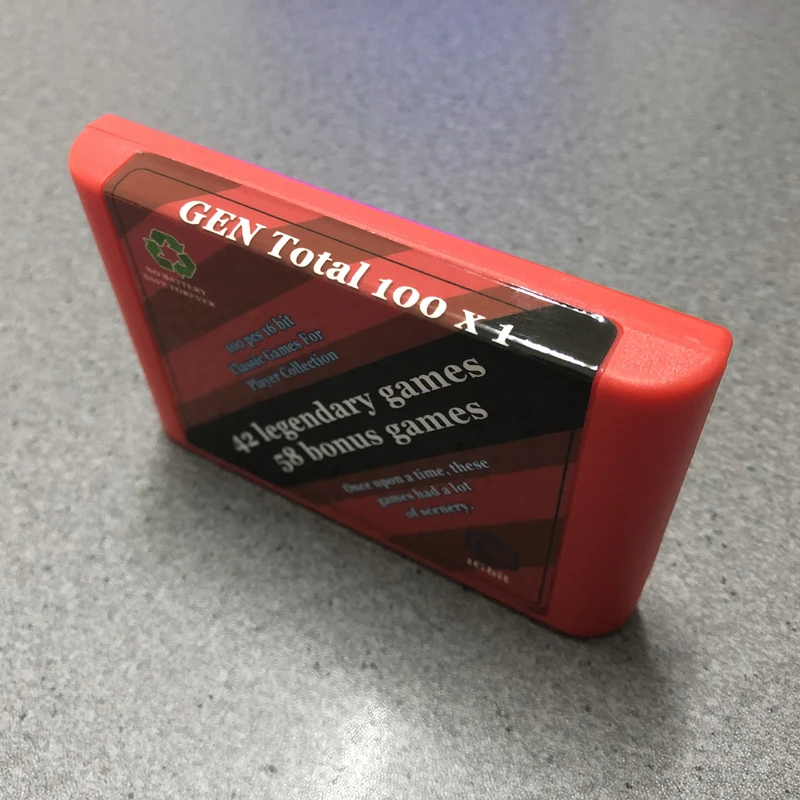 GEN Total 100 X 1
NO BATTERY
SAVE FOREVER
100 pcs 16 bit
Classic Games For
Player Collection
42 legendary games
58 bonus games
Once upon a time, these
games had a lot
of scenery.
1Gbit